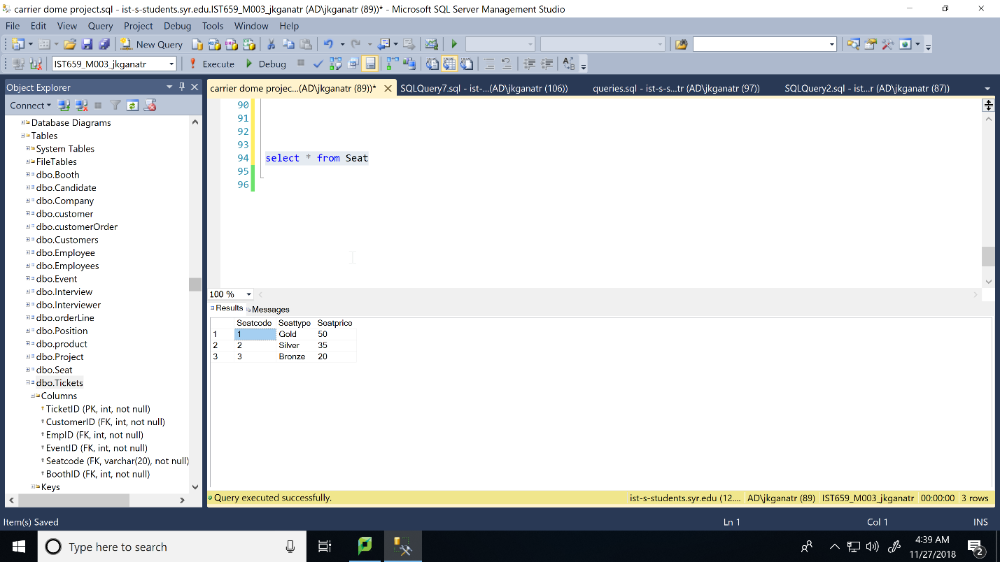 carrier dome project.sql - ist-s-students.syr.edu.IST659_M003_jkganatr (AD\jkganatr (89))* - Microsoft SQL Server Management Studio
File Edit View Query Project Debug Tools Window Help
New Query
IST659_M003_jkganatr Execute Debug
Object Explorer
carrier dome projec...(AD\jkganatr (89))* SQLQuery7.sql - ist-...(AD\jkganatr (106)) queries.sql - ist-s-s...tr (AD\jkganatr (97)) SQLQuery2.sql - ist...r (AD\jkganatr (87))
Connect
Database Diagrams
Tables
System Tables
FileTables
dbo.Booth
dbo.Candidate
dbo.Company
dbo.customer
dbo.customerOrder
dbo.Customers
dbo.Employee
dbo.Employees
dbo.Event
dbo.Interview
dbo.Interviewer
dbo.orderLine
dbo.Position
dbo.product
dbo.Project
dbo.Seat
dbo.Tickets
Columns
TicketID (PK, int, not null)
CustomerID (FK, int, not null)
EmpID (FK, int, not null)
EventID (FK, int, not null)
Seatcode (FK, varchar(20), not null)
BoothID (FK, int, not null)
Keys
90
91
92
93
94 select * from Seat
95
96
100 %
Results Messages
Seatcode Seattype Seatprice
1 1 Gold 50
2 2 Silver 35
3 3 Bronze 20
Query executed successfully. ist-s-students.syr.edu (12.... AD\jkganatr (89) IST659_M003_jkganatr 00:00:00 3 rows
Item(s) Saved Ln 1 Col 1 INS
Type here to search
4:39 AM
11/27/2018
2